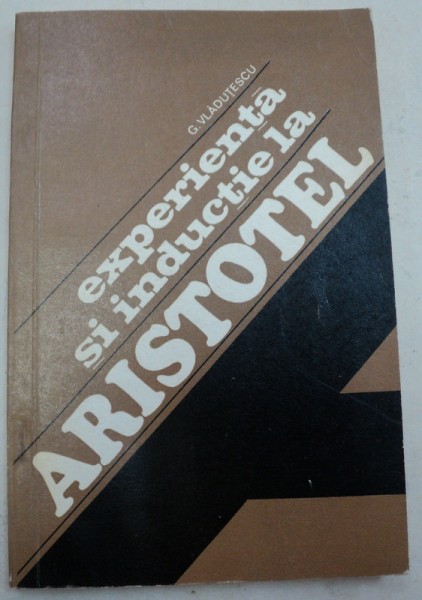 G. VLĂDUȚESCU
experiența
și inducție la
ARISTOTEL